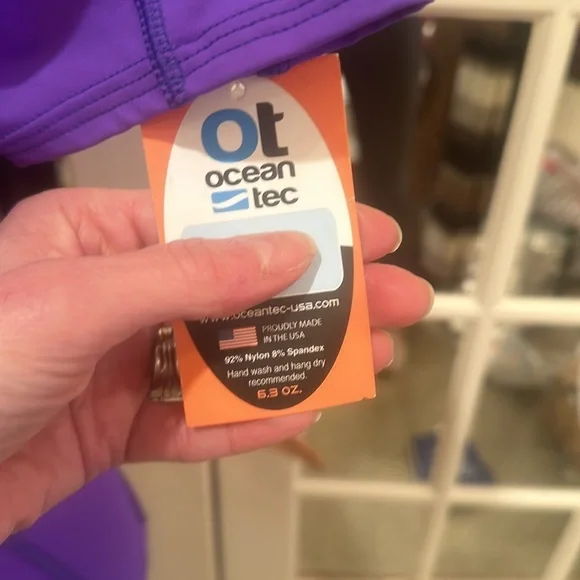 ot
ocean
tec
www.oceantec-usa.com
PROUDLY MADE
IN THE USA
92% Nylon 8% Spandex
Hand wash and hang dry
recommended.
6.3 OZ.